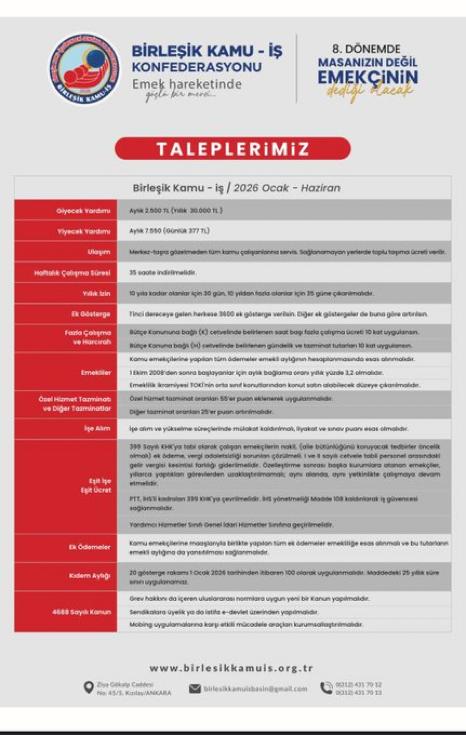 BİRLEŞİK KAMU-İŞ
BİRLEŞİK KAMU - İŞ
KONFEDERASYONU
Emek hareketinde
güçlü bir mevzi...
8. DÖNEMDE
MASANIZIN DEĞİL
EMEKÇİNİN
dediği olacak
TALEPLERİMİZ
Birleşik Kamu - iş / 2026 Ocak - Haziran
Giyecek Yardımı
Aylık 2.500 TL (Yıllık 30.000 TL )
Yiyecek Yardımı
Aylık 7.550 (Günlük 377 TL)
Ulaşım
Merkez-taşra gözetmeden tüm kamu çalışanlarına servis. Sağlanamayan yerlerde toplu taşıma ücreti verilir.
Haftalık Çalışma Süresi
35 saate indirilmelidir.
Yıllık İzin
10 yıla kadar olanlar için 30 gün, 10 yıldan fazla olanlar için 35 güne çıkarılmalıdır.
Ek Gösterge
1'inci dereceye gelen herkese 3600 ek gösterge verilsin. Diğer ek göstergeler de buna göre artırılsın.
Fazla Çalışma
ve Harcırah
Bütçe Kanununa bağlı (K) cetvelinde belirlenen saat başı fazla çalışma ücreti 10 kat uygulansın.
Bütçe Kanuna bağlı (H) cetvelinde belirlenen gündelik ve tazminat tutarları 10 kat uygulansın.
Emekliler
Kamu emekçilerine yapılan tüm ödemeler emekli aylığının hesaplanmasında esas alınmalıdır.
1 Ekim 2008'den sonra başlayanlar için aylık bağlama oranı yıllık yüzde 3,2 olmalıdır.
Emeklilik ikramiyesi TOKİ'nin orta sınıf konutlarından konut satın alabilecek düzeye çıkarılmalıdır.
Özel Hizmet Tazminatı
ve Diğer Tazminatlar
Özel hizmet tazminat oranları 55'er puan eklenerek uygulanmalıdır.
Diğer tazminat oranları 25'er puan artırılmalıdır.
İşe Alım
İşe alım ve yükselme süreçlerinde mülakat kaldırılmalı, liyakat ve sınav puanı esas olmalıdır.
Eşit İşe
Eşit Ücret
399 Sayılı KHK'ya tabi olarak çalışan emekçilerin nakil, (aile bütünlüğünü koruyacak tedbirler öncelik
olmalı) ek ödeme, vergi adaletsizliği sorunları çözülmeli. I ve II sayılı cetvele tabii personel arasındaki
gelir vergisi kesintisi farklığı giderilmelidir. Özelleştirme sonrası başka kurumlara atanan emekçiler,
yıllarca yaptıkları görevlerden uzaklaştırılmamalı; aynı alanda, aynı yetkinlikte çalışmaya devam
etmelidir.
PTT, İHS'li kadroları 399 KHK'ya çevrilmelidir. İHS yönetmeliği Madde 108 kaldırılarak iş güvencesi
sağlanmalıdır.
Yardımcı Hizmetler Sınıfı Genel İdari Hizmetler Sınıfına geçirilmelidir.
Ek Ödemeler
Kamu emekçilerine maaşlarıyla birlikte yapılan tüm ek ödemeler emekliliğe esas alınmalı ve bu tutarların
emekli aylığına da yansıtılması sağlanmalıdır.
Kıdem Aylığı
20 gösterge rakamı 1 Ocak 2026 tarihinden itibaren 100 olarak uygulanmalıdır. Maddedeki 25 yıllık süre
sınırı uygulanamaz.
4688 Sayılı Kanun
Grev hakkını da içeren uluslararası normlara uygun yeni bir Kanun yapılmalıdır.
Sendikalara üyelik ya da istifa e-devlet üzerinden yapılmalıdır.
Mobing uygulamalarına karşı etkili mücadele araçları kurumsallaştırılmalıdır.
www.birlesikkamuis.org.tr
Ziya Gökalp Caddesi
No: 45/5, Kızılay/ANKARA
birlesikkamuisbasin@gmail.com
0(312) 431 70 12
0(312) 431 70 13